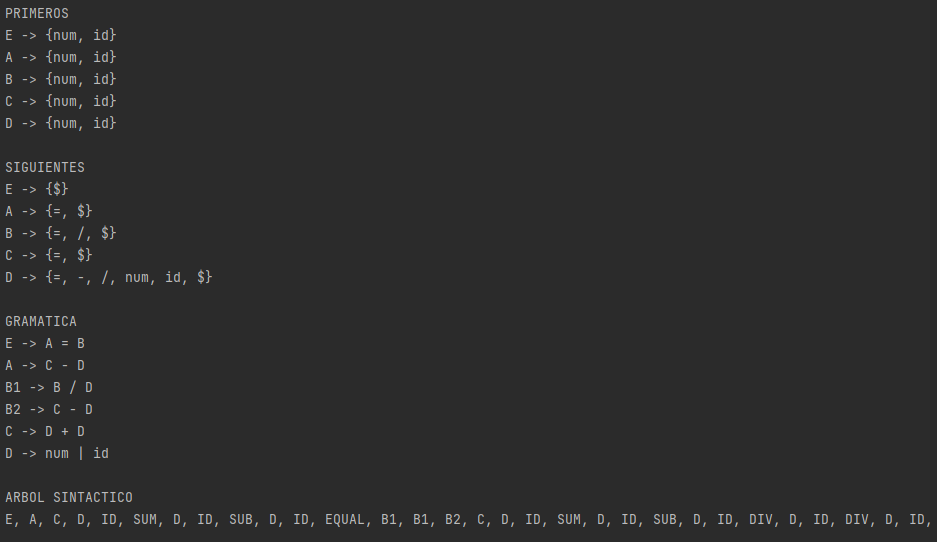 PRIMEROS
E -> {num, id}
A -> {num, id}
B -> {num, id}
C -> {num, id}
D -> {num, id}
SIGUIENTES
E -> {$}
A -> {=, $}
B -> {=, /, $}
C -> {=, $}
D -> {=, -, /, num, id, $}
GRAMATICA
E -> A = B
A -> C - D
B1 -> B / D
B2 -> C - D
C -> D + D
D -> num | id
ARBOL SINTACTICO
E, A, C, D, ID, SUM, D, ID, SUB, D, ID, EQUAL, B1, B1, B2, C, D, ID, SUM, D, ID, SUB, D, ID, DIV, D, ID, DIV, D, ID,